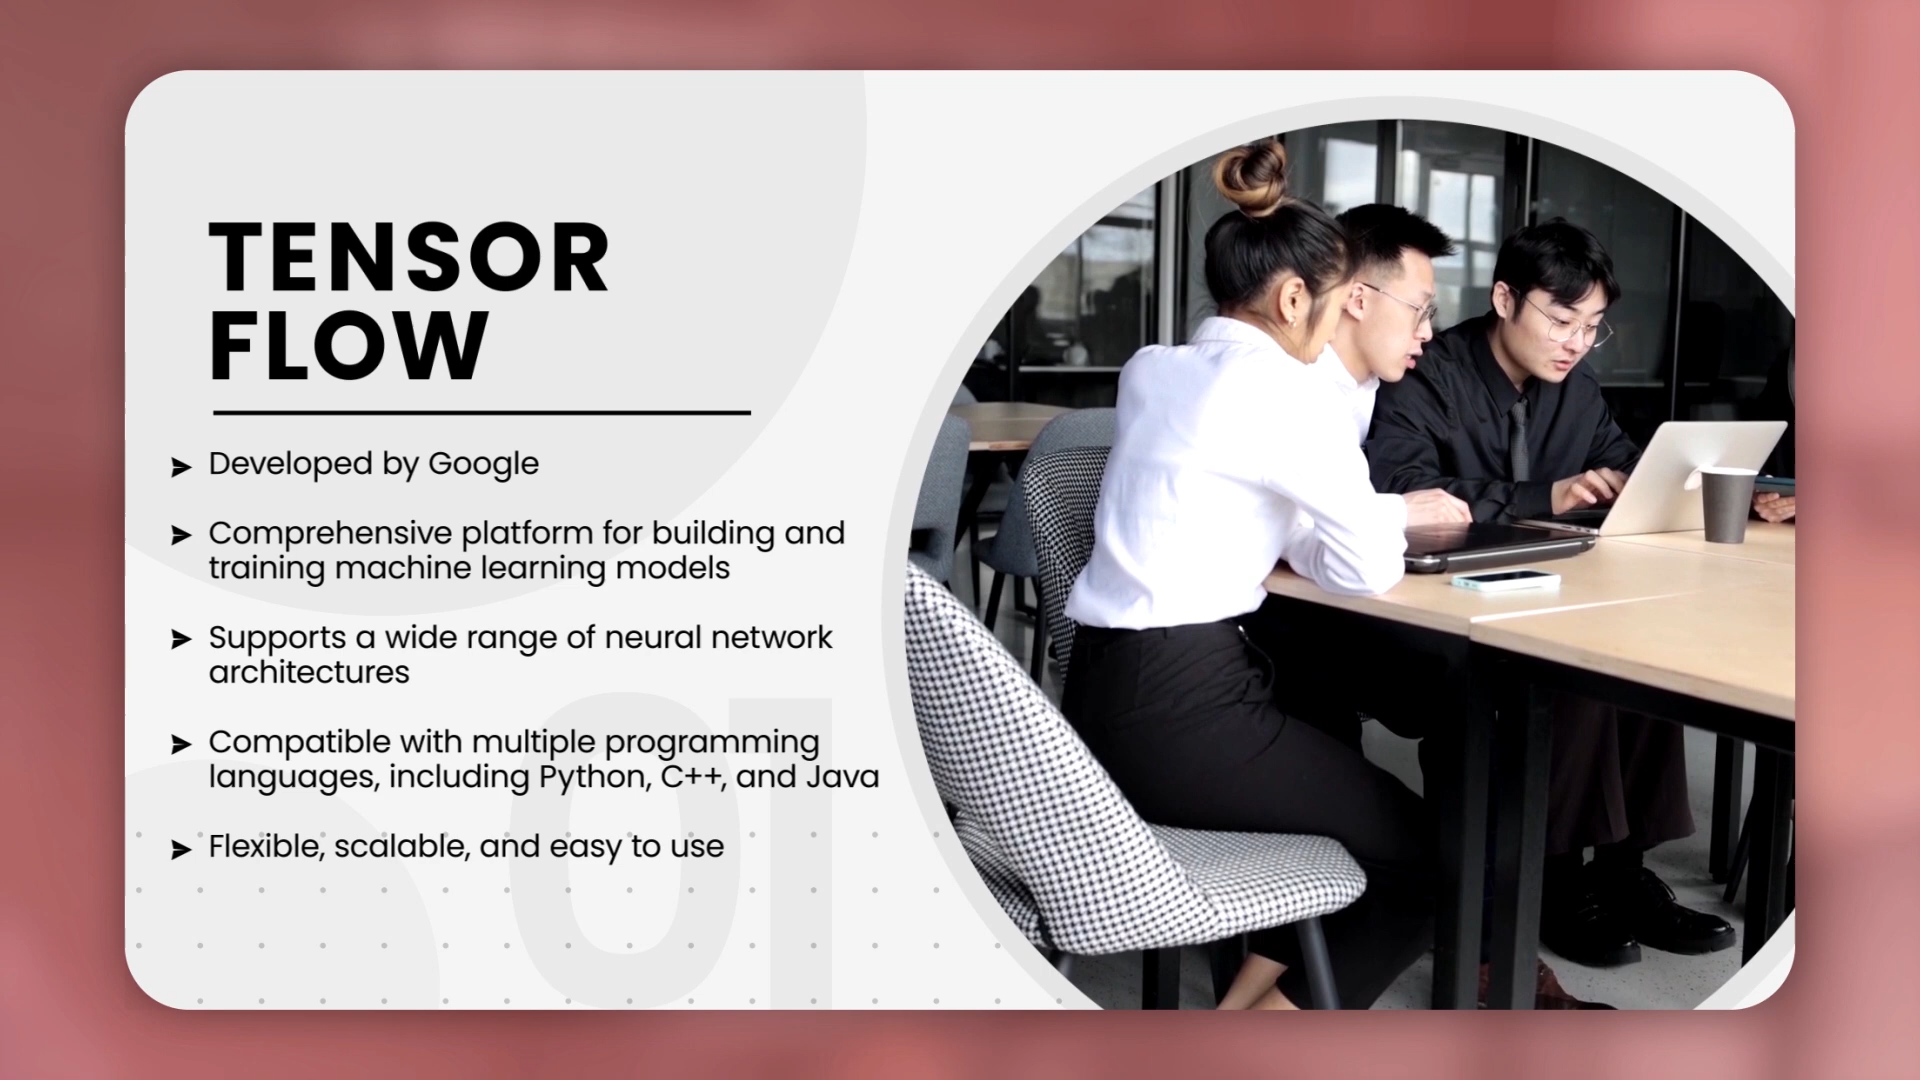 TENSOR
FLOW
Developed by Google
Comprehensive platform for building and
training machine learning models
Supports a wide range of neural network
architectures
Compatible with multiple programming
languages, including Python, C++, and Java
Flexible, scalable, and easy to use
01